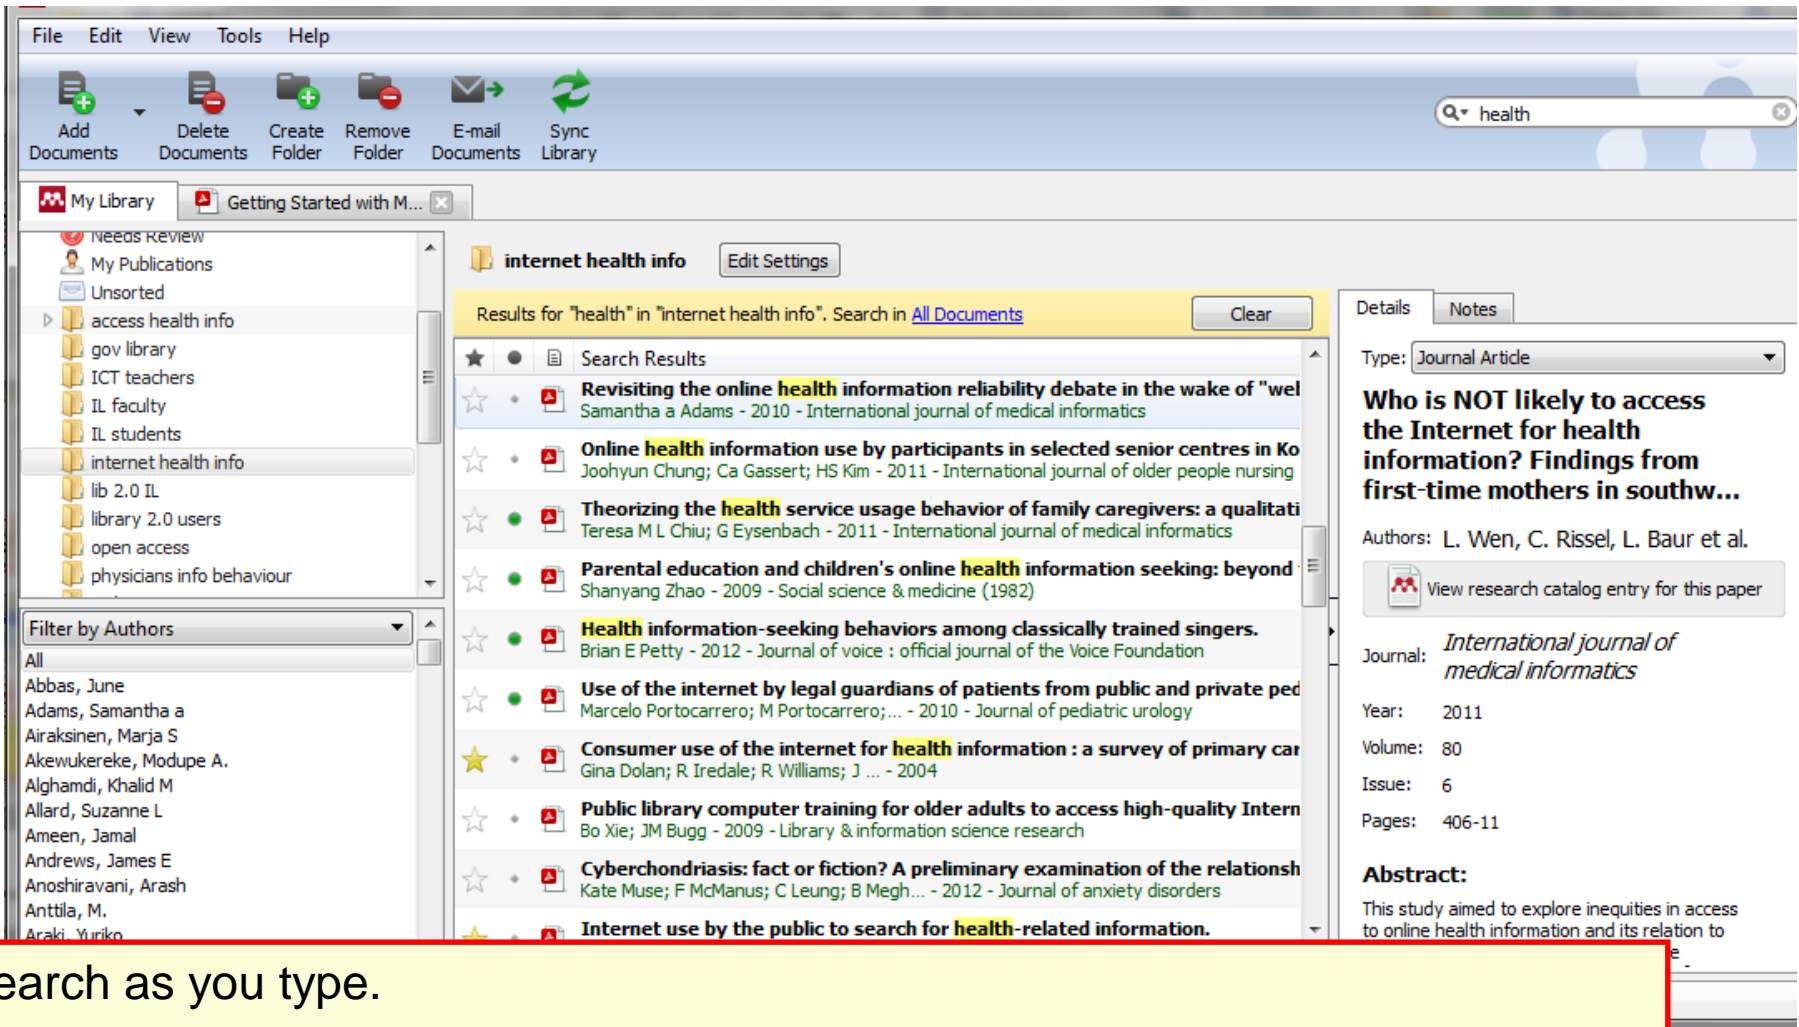 File Edit View Tools Help
Add Documents
Delete Documents
Create Folder
Remove Folder
E-mail Documents
Sync Library
health
My Library
Getting Started with M...
Needs Review
My Publications
Unsorted
access health info
gov library
ICT teachers
IL faculty
IL students
internet health info
lib 2.0 IL
library 2.0 users
open access
physicians info behaviour
Filter by Authors
All
Abbas, June
Adams, Samantha a
Airaksinen, Marja S
Akewukereke, Modupe A.
Alghamdi, Khalid M
Allard, Suzanne L
Ameen, Jamal
Andrews, James E
Anoshiravani, Arash
Anttila, M.
Araki, Yuriko
internet health info
Edit Settings
Results for "health" in "internet health info". Search in All Documents
Clear
Search Results
Revisiting the online health information reliability debate in the wake of "wel
Samantha a Adams - 2010 - International journal of medical informatics
Online health information use by participants in selected senior centres in Ko
Joohyun Chung; Ca Gassert; HS Kim - 2011 - International journal of older people nursing
Theorizing the health service usage behavior of family caregivers: a qualitati
Teresa M L Chiu; G Eysenbach - 2011 - International journal of medical informatics
Parental education and children's online health information seeking: beyond
Shanyang Zhao - 2009 - Social science & medicine (1982)
Health information-seeking behaviors among classically trained singers.
Brian E Petty - 2012 - Journal of voice : official journal of the Voice Foundation
Use of the internet by legal guardians of patients from public and private ped
Marcelo Portocarrero; M Portocarrero;... - 2010 - Journal of pediatric urology
Consumer use of the internet for health information : a survey of primary car
Gina Dolan; R Iredale; R Williams; J ... - 2004
Public library computer training for older adults to access high-quality Intern
Bo Xie; JM Bugg - 2009 - Library & information science research
Cyberchondriasis: fact or fiction? A preliminary examination of the relationsh
Kate Muse; F McManus; C Leung; B Megh... - 2012 - Journal of anxiety disorders
Internet use by the public to search for health-related information.
Details
Notes
Type: Journal Article
Who is NOT likely to access
the Internet for health
information? Findings from
first-time mothers in southw...
Authors: L. Wen, C. Rissel, L. Baur et al.
View research catalog entry for this paper
Journal: International journal of
medical informatics
Year: 2011
Volume: 80
Issue: 6
Pages: 406-11
Abstract:
This study aimed to explore inequities in access
to online health information and its relation to
earch as you type.